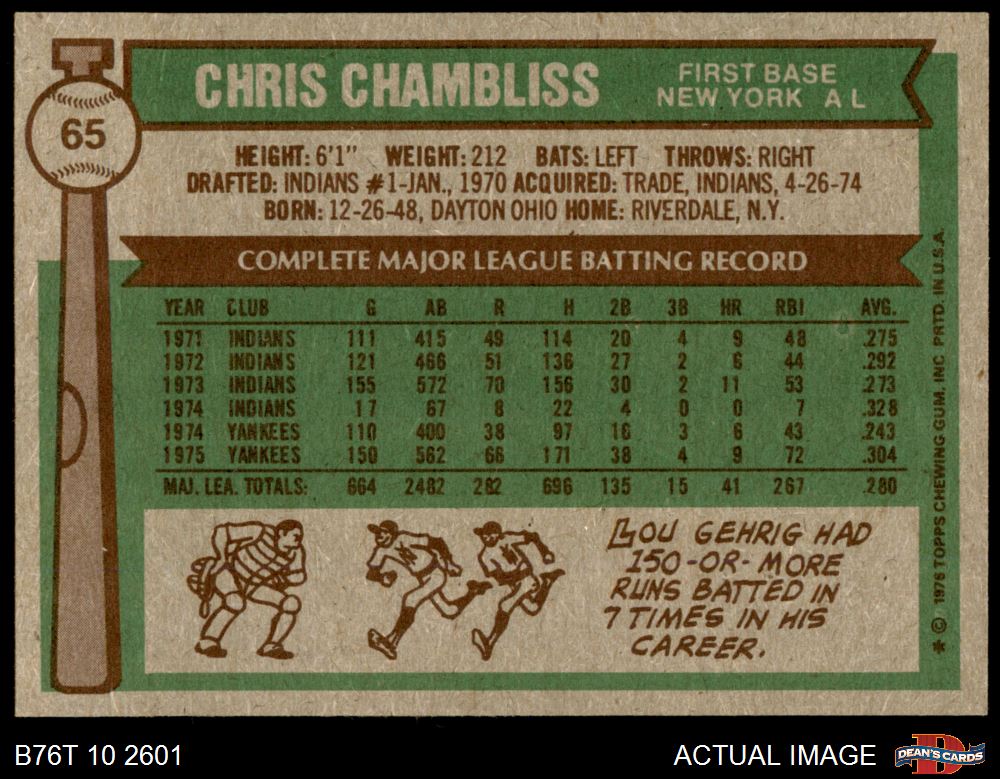 65
CHRIS CHAMBLISS
FIRST BASE
NEW YORK A L
HEIGHT: 6'1" WEIGHT: 212 BATS: LEFT THROWS: RIGHT
DRAFTED: INDIANS #1-JAN., 1970 ACQUIRED: TRADE, INDIANS, 4-26-74
BORN: 12-26-48, DAYTON OHIO HOME: RIVERDALE, N.Y.
COMPLETE MAJOR LEAGUE BATTING RECORD
YEAR CLUB G AB R H 2B 3B HR RBI AVG.
1971 INDIANS 111 415 49 114 20 4 9 48 .275
1972 INDIANS 121 466 51 136 27 2 6 44 .292
1973 INDIANS 155 572 70 156 30 2 11 53 .273
1974 INDIANS 17 67 8 22 4 0 0 7 .328
1974 YANKEES 110 400 38 97 16 3 6 43 .243
1975 YANKEES 150 562 66 171 38 4 9 72 .304
MAJ. LEA. TOTALS: 664 2482 282 696 135 15 41 267 .280
LOU GEHRIG HAD
150-OR-MORE
RUNS BATTED IN
7 TIMES IN HIS
CAREER.
* © 1976 TOPPS CHEWING GUM, INC PRTD. IN U.S.A.
B76T 10 2601
ACTUAL IMAGE
D
DEAN'S CARDS